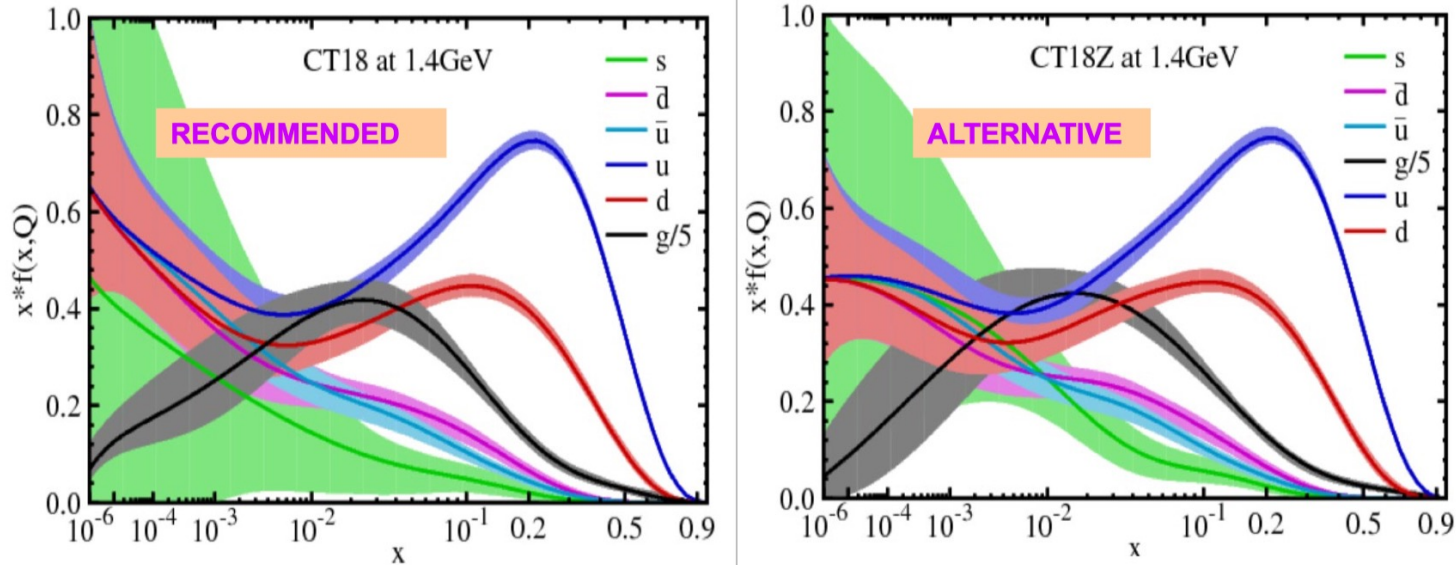 CT18 at 1.4GeV
RECOMMENDED
s
d̅
u̅
u
d
g/5
x*f(x,Q)
1.0
0.8
0.6
0.4
0.2
0.0
10⁻⁶ 10⁻⁴ 10⁻³ 10⁻² 10⁻¹ 0.2 0.5 0.9
x
CT18Z at 1.4GeV
ALTERNATIVE
s
d̅
u̅
g/5
u
d
x*f(x,Q)
1.0
0.8
0.6
0.4
0.2
0.0
10⁻⁶ 10⁻⁴ 10⁻³ 10⁻² 10⁻¹ 0.2 0.5 0.9
x